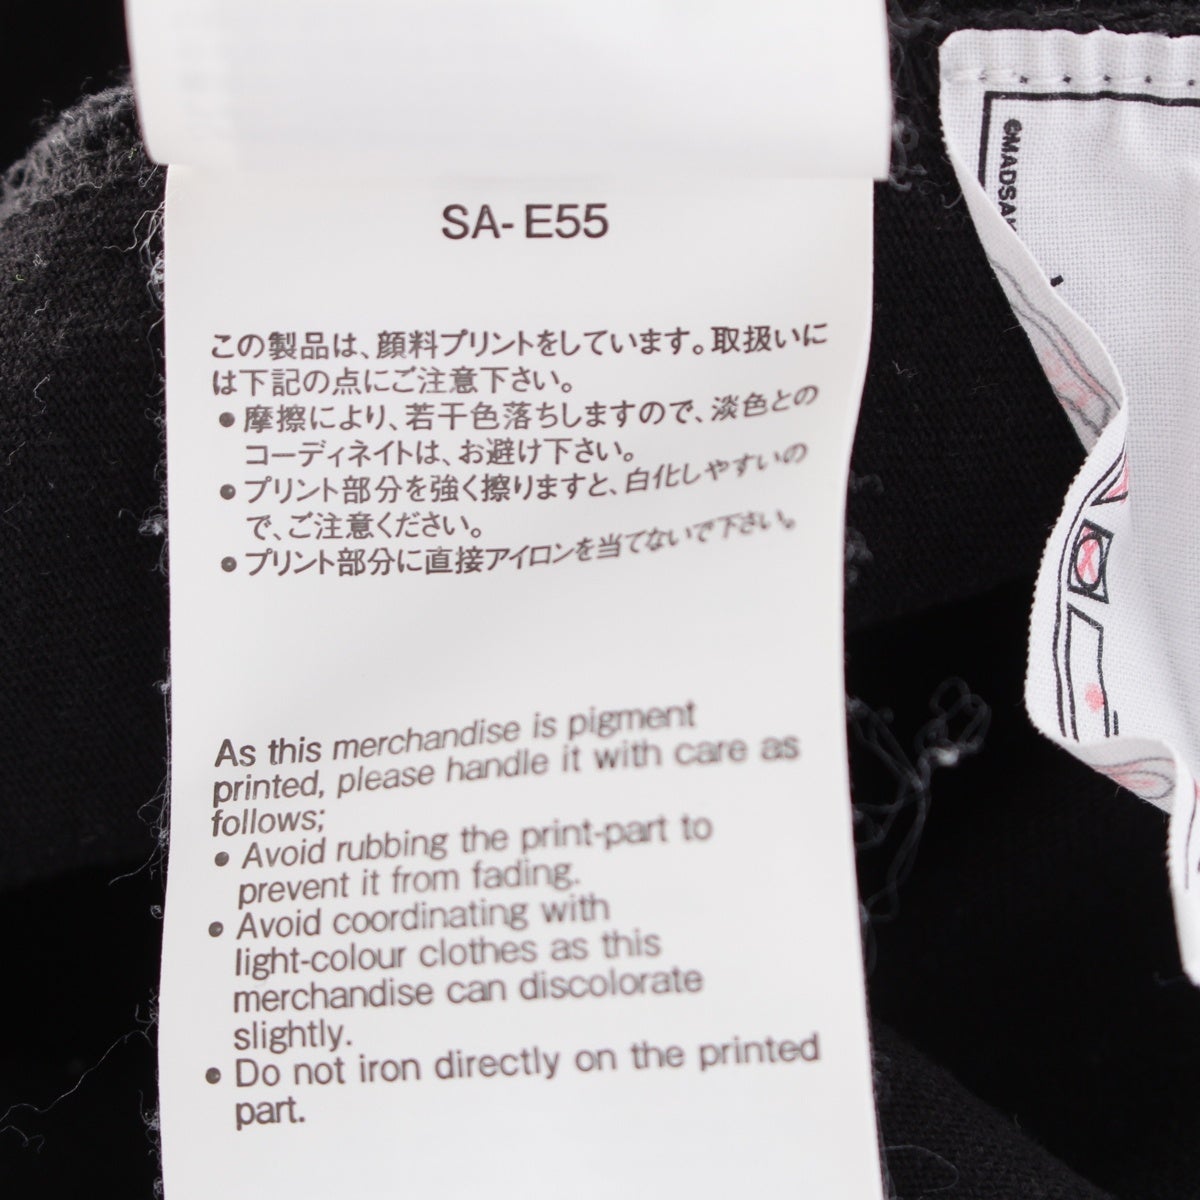 SA-E55
この製品は、顔料プリントをしています。取扱いに
は下記の点にご注意下さい。
●摩擦により、若干色落ちしますので、淡色との
コーディネイトは、お避け下さい。
●プリント部分を強く擦りますと、白化しやすいの
で、ご注意ください。
●プリント部分に直接アイロンを当てないで下さい。
As this merchandise is pigment
printed, please handle it with care as
follows;
● Avoid rubbing the print-part to
prevent it from fading.
● Avoid coordinating with
light-colour clothes as this
merchandise can discolorate
slightly.
● Do not iron directly on the printed
part.